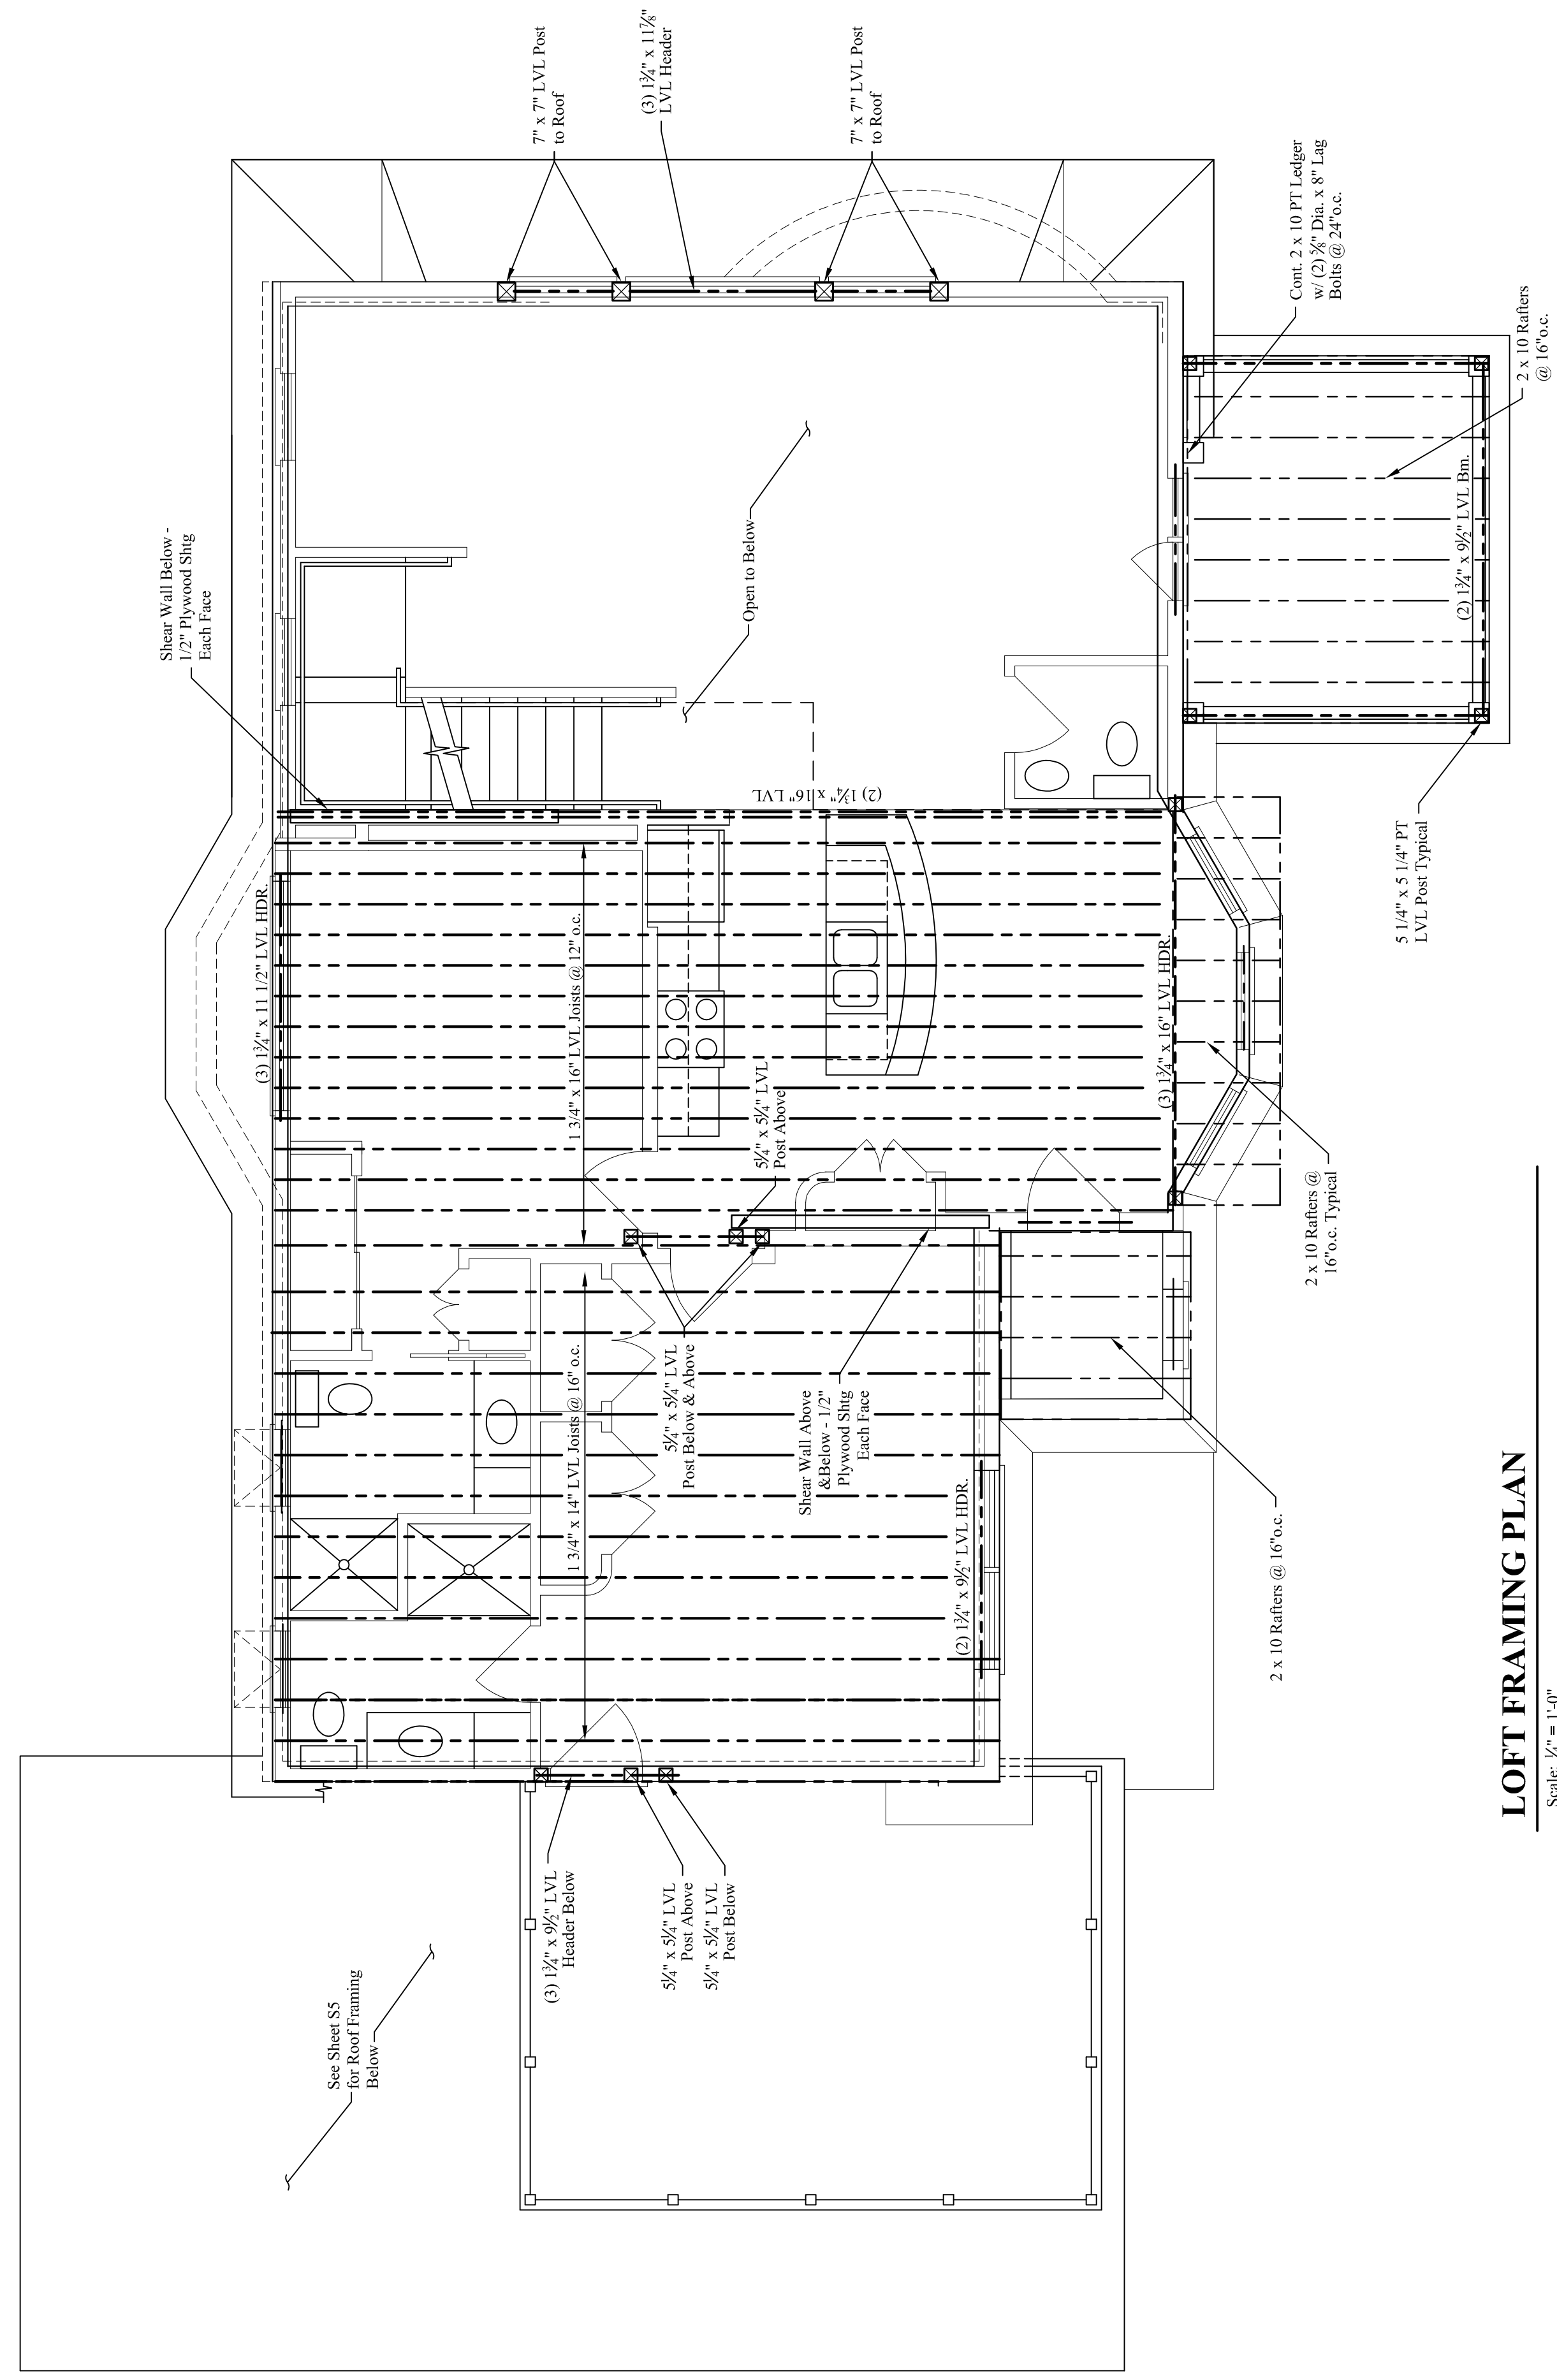 7" x 7" LVL Post
to Roof
(3) 1¾" x 11⅞"
LVL Header
7" x 7" LVL Post
to Roof
Cont. 2 x 10 PT Ledger
w/ (2) ⅝" Dia. x 8" Lag
Bolts @ 24"o.c.
2 x 10 Rafters
@ 16"o.c.
(2) 1¾" x 9½" LVL Bm.
Shear Wall Below -
1/2" Plywood Shtg
Each Face
Open to Below
(2) 1¾" x 16" LVL
5 1/4" x 5 1/4" PT
LVL Post Typical
(3) 1¾" x 11 1/2" LVL HDR.
1 3/4" x 16" LVL Joists @ 12" o.c.
(3) 1¾" x 16" LVL HDR.
5¼" x 5¼" LVL
Post Above
2 x 10 Rafters @
16"o.c. Typical
1 3/4" x 14" LVL Joists @ 16" o.c.
5¼" x 5¼" LVL
Post Below & Above
Shear Wall Above
&Below - 1/2"
Plywood Shtg
Each Face
(2) 1¾" x 9½" LVL HDR.
2 x 10 Rafters @ 16"o.c.
(3) 1¾" x 9½" LVL
Header Below
5¼" x 5¼" LVL
Post Above
5¼" x 5¼" LVL
Post Below
See Sheet S5
for Roof Framing
Below
LOFT FRAMING PLAN
Scale: ¼" = 1'-0"